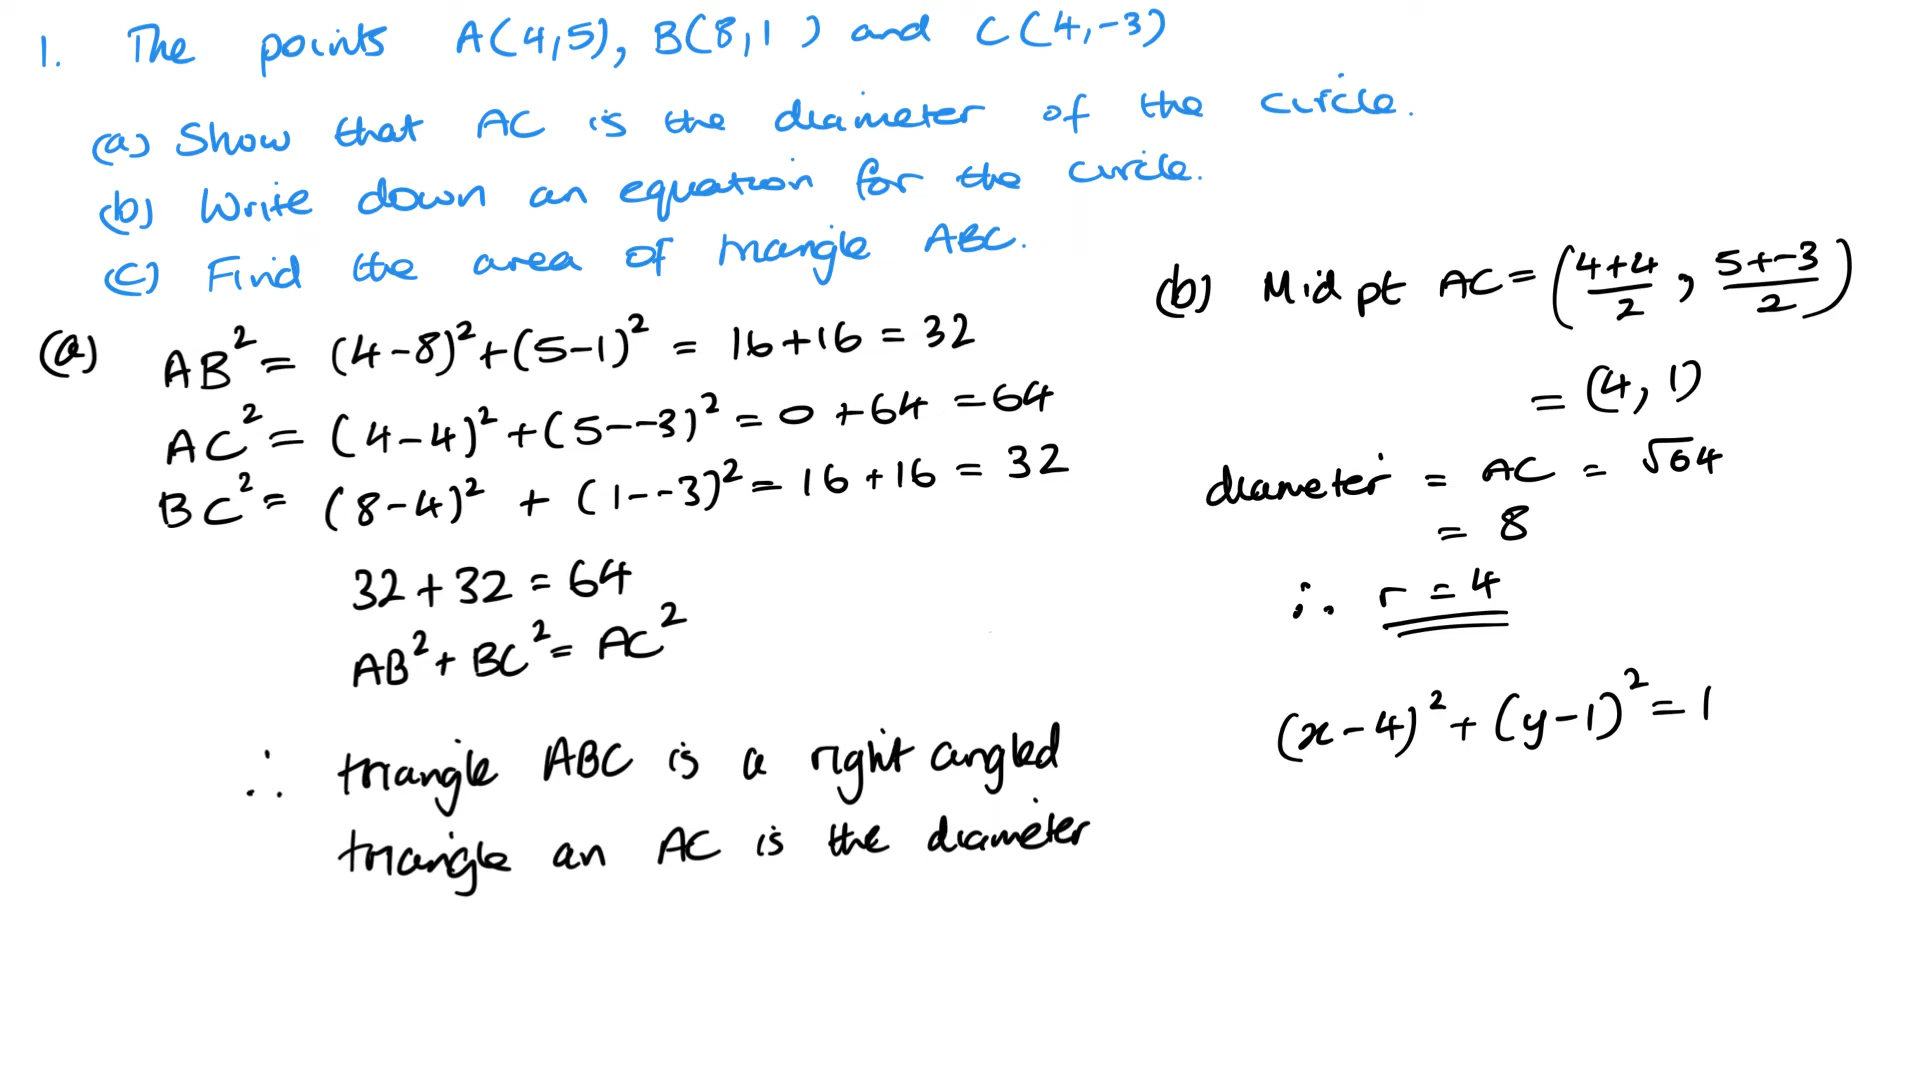 1. The points A(4,5), B(8,1) and C(4,-3)
(a) Show that AC is the diameter of the circle.
(b) Write down an equation for the circle.
(c) Find the area of triangle ABC.
(a) AB² = (4-8)²+(5-1)² = 16+16 = 32
AC² = (4-4)²+(5--3)² = 0+64 = 64
BC² = (8-4)² + (1--3)² = 16+16 = 32
32+32 = 64
AB²+BC² = AC²
∴ triangle ABC is a right angled
triangle an AC is the diameter
(b) Mid pt AC = ((4+4)/2, (5+-3)/2)
= (4,1)
diameter = AC = √64
= 8
∴ r = 4
(x-4)²+(y-1)² = 1